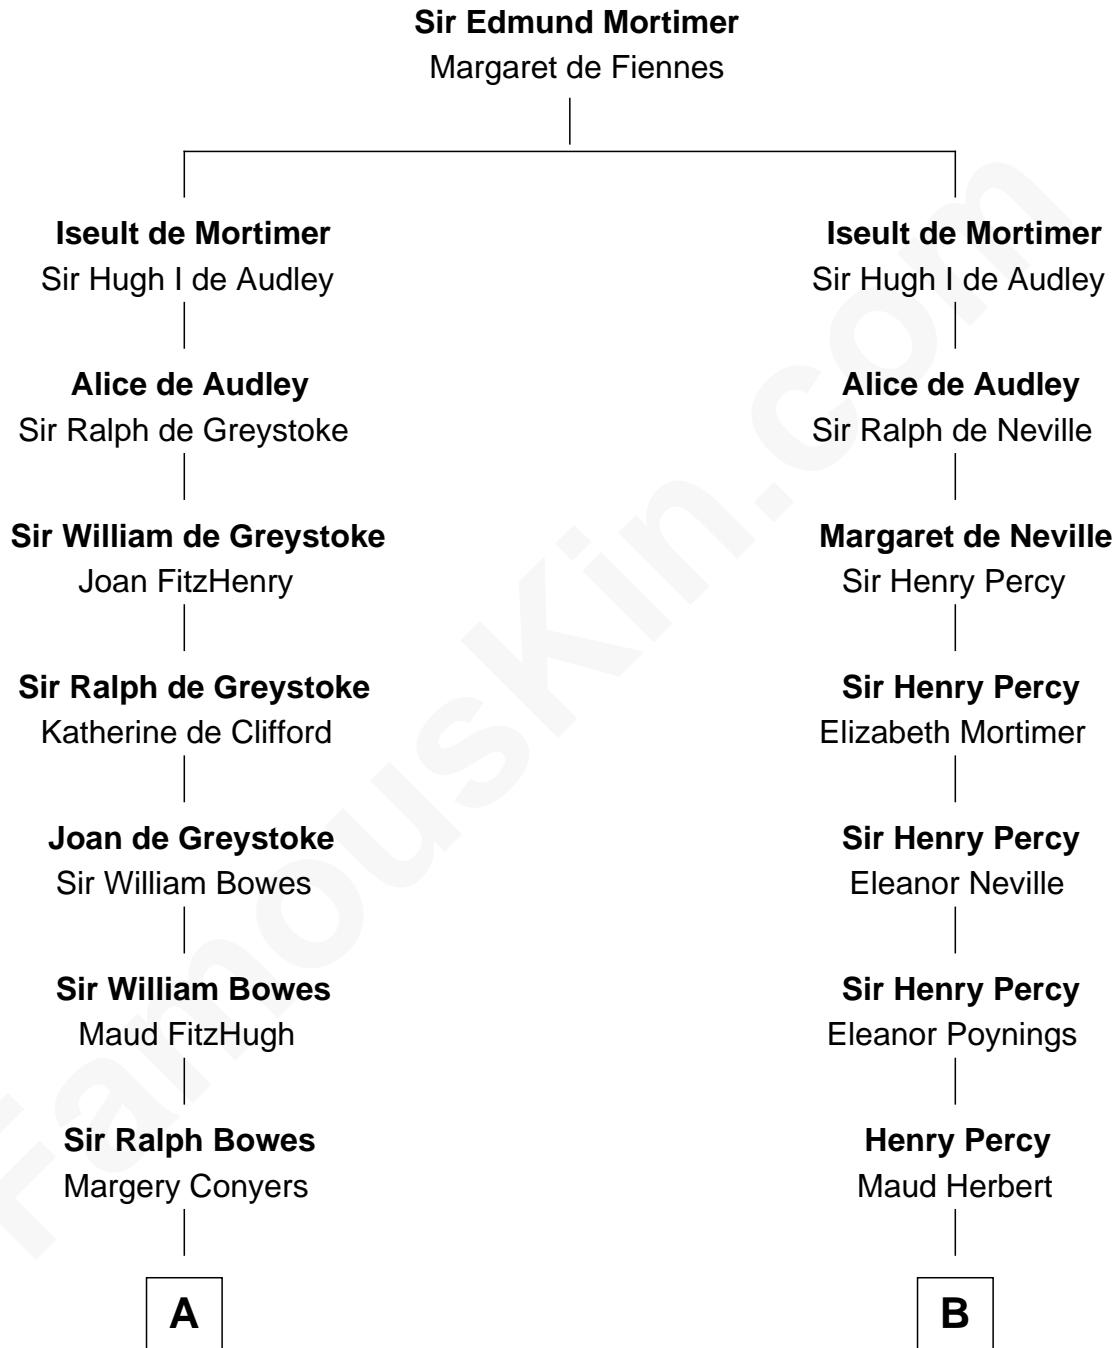 Sir Edmund Mortimer
Margaret de Fiennes
Iseult de Mortimer
Sir Hugh I de Audley
Alice de Audley
Sir Ralph de Greystoke
Sir William de Greystoke
Joan FitzHenry
Sir Ralph de Greystoke
Katherine de Clifford
Joan de Greystoke
Sir William Bowes
Sir William Bowes
Maud FitzHugh
Sir Ralph Bowes
Margery Conyers
A
Iseult de Mortimer
Sir Hugh I de Audley
Alice de Audley
Sir Ralph de Neville
Margaret de Neville
Sir Henry Percy
Sir Henry Percy
Elizabeth Mortimer
Sir Henry Percy
Eleanor Neville
Sir Henry Percy
Eleanor Poynings
Henry Percy
Maud Herbert
B
FamousKin.com